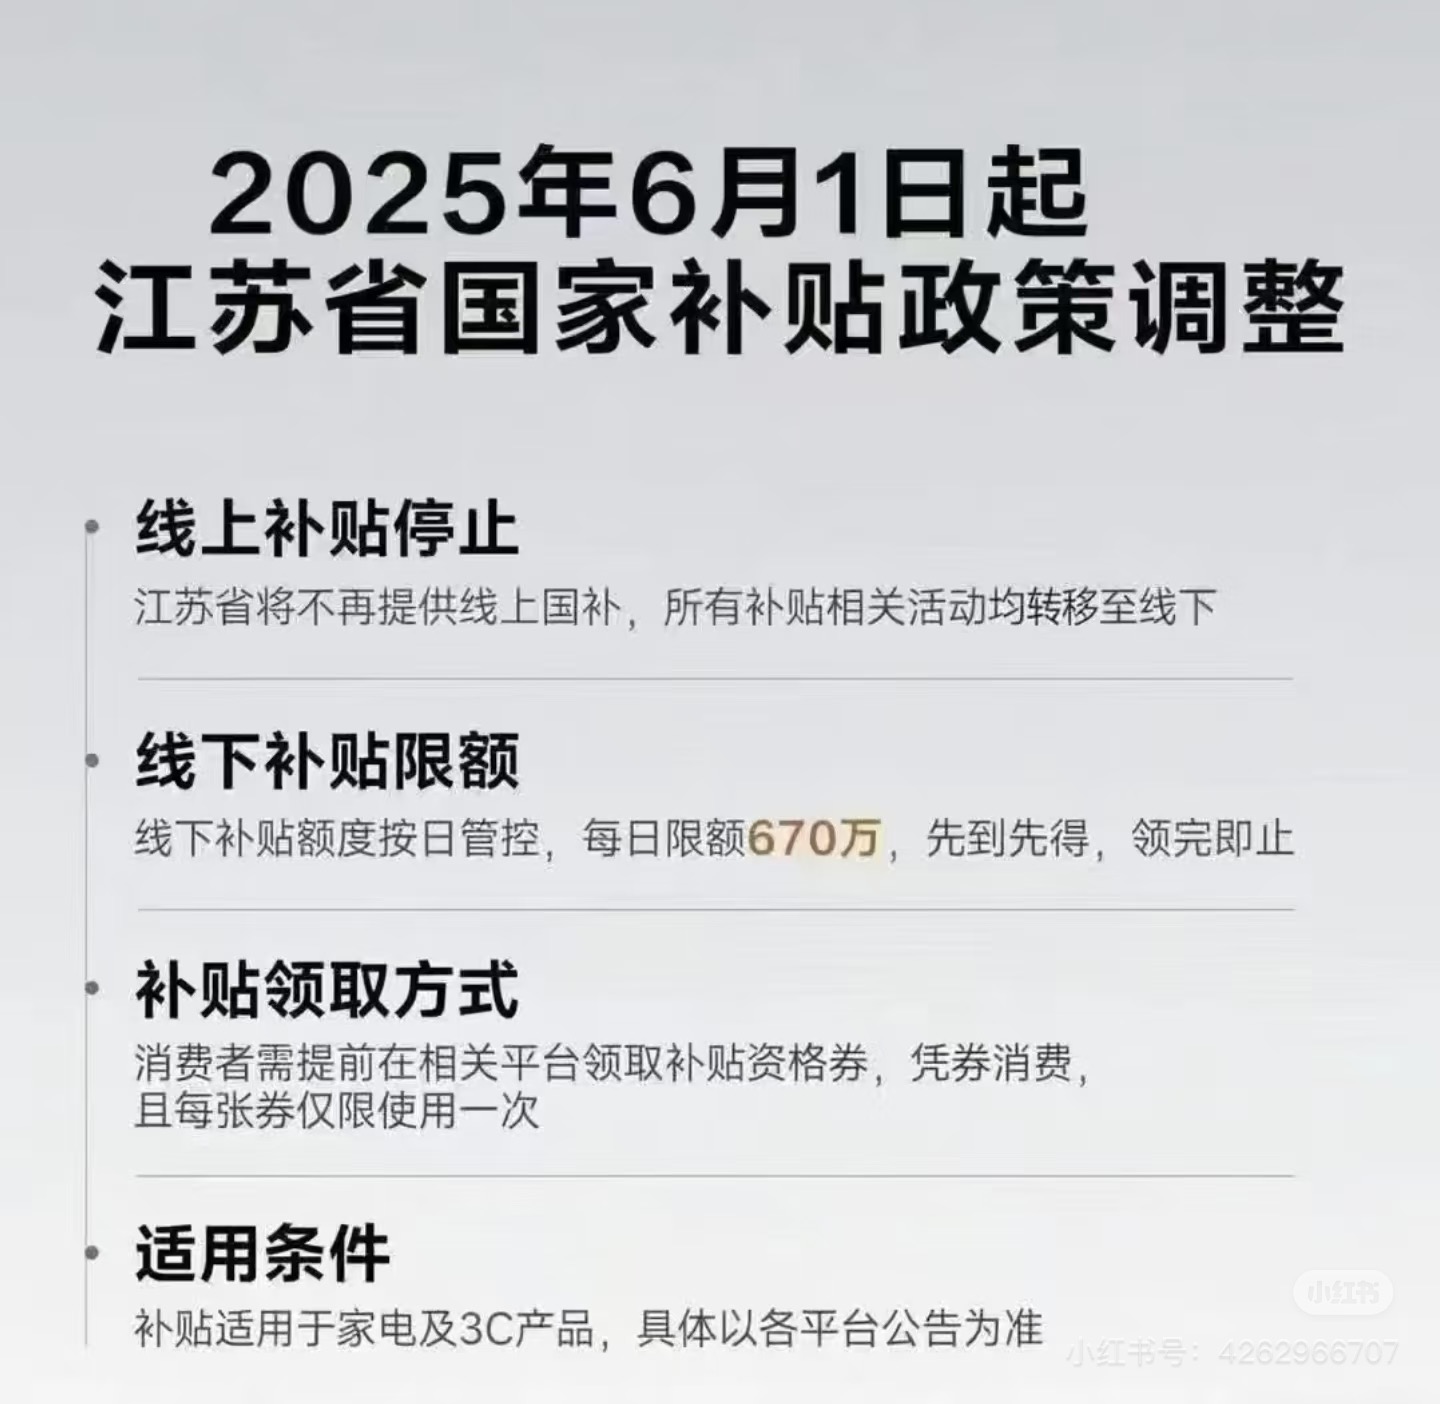 2025年6月1日起
江苏省国家补贴政策调整
线上补贴停止
江苏省将不再提供线上国补，所有补贴相关活动均转移至线下
线下补贴限额
线下补贴额度按日管控，每日限额670万，先到先得，领完即止
补贴领取方式
消费者需提前在相关平台领取补贴资格券，凭券消费，
且每张券仅限使用一次
适用条件
补贴适用于家电及3C产品，具体以各平台公告为准
小红书
小红书号：4262966707